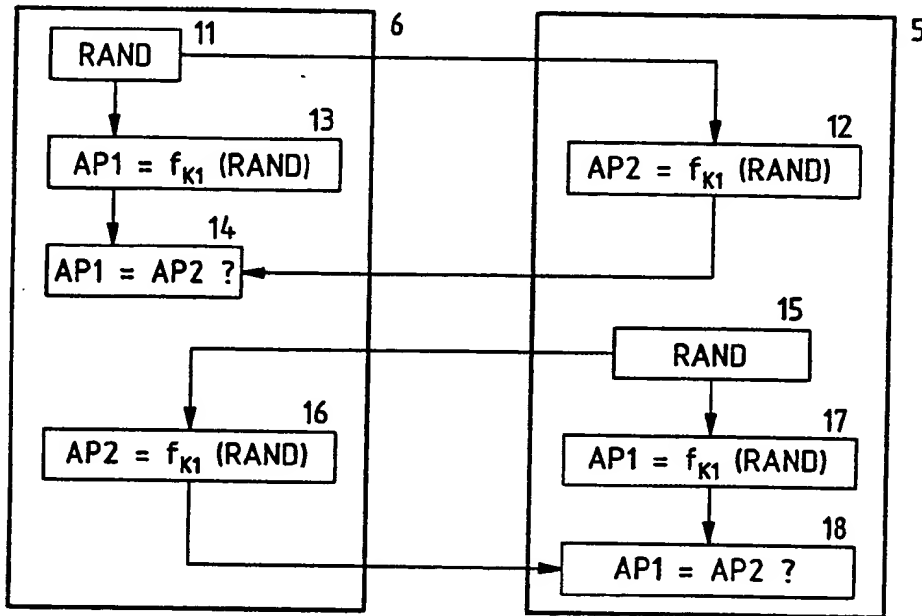 11
6
5
RAND
13
12
AP1 = fK1 (RAND)
AP2 = fK1 (RAND)
14
AP1 = AP2 ?
15
RAND
16
17
AP2 = fK1 (RAND)
AP1 = fK1 (RAND)
18
AP1 = AP2 ?